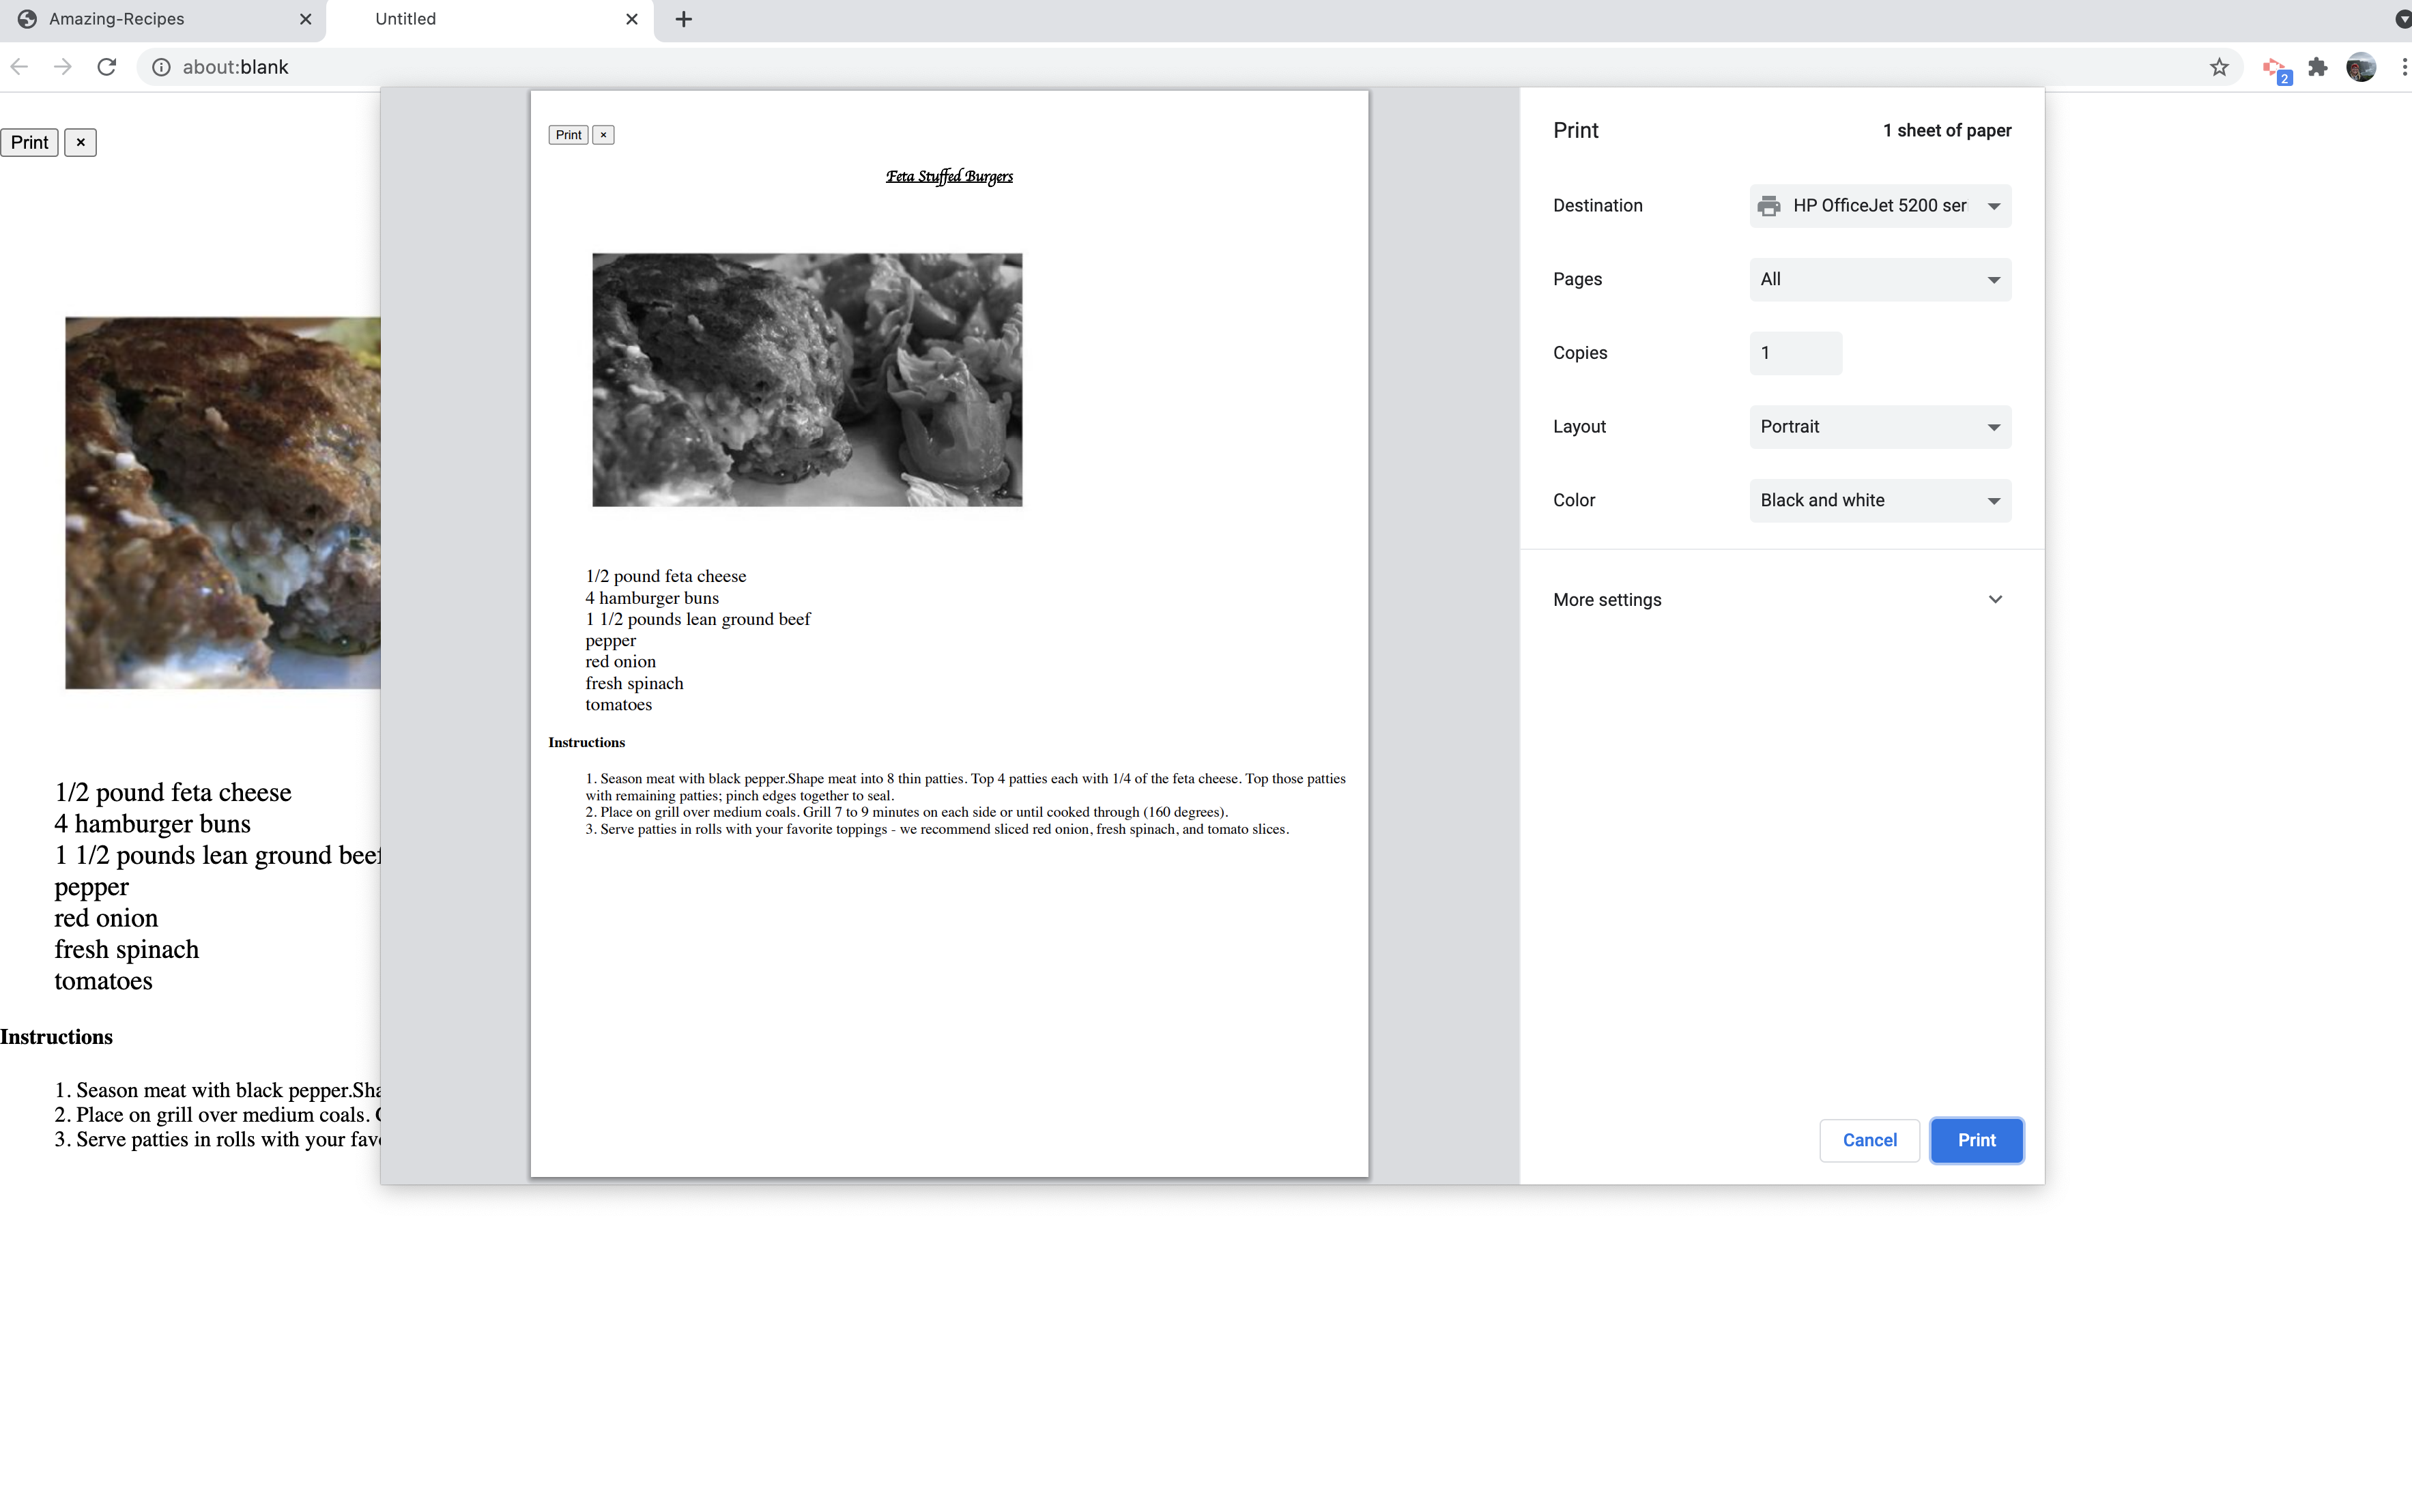 Amazing-Recipes
Untitled
about:blank
2
Print ×
1/2 pound feta cheese
4 hamburger buns
1 1/2 pounds lean ground beef
pepper
red onion
fresh spinach
tomatoes
Instructions
1. Season meat with black pepper.Sha
2. Place on grill over medium coals.
3. Serve patties in rolls with your
Print ×
Feta Stuffed Burgers
1/2 pound feta cheese
4 hamburger buns
1 1/2 pounds lean ground beef
pepper
red onion
fresh spinach
tomatoes
Instructions
1. Season meat with black pepper.Shape meat into 8 thin patties. Top 4 patties each with 1/4 of the feta cheese. Top those patties
with remaining patties; pinch edges together to seal.
2. Place on grill over medium coals. Grill 7 to 9 minutes on each side or until cooked through (160 degrees).
3. Serve patties in rolls with your favorite toppings - we recommend sliced red onion, fresh spinach, and tomato slices.
Print 1 sheet of paper
Destination HP OfficeJet 5200 ser
Pages All
Copies 1
Layout Portrait
Color Black and white
More settings
Cancel Print